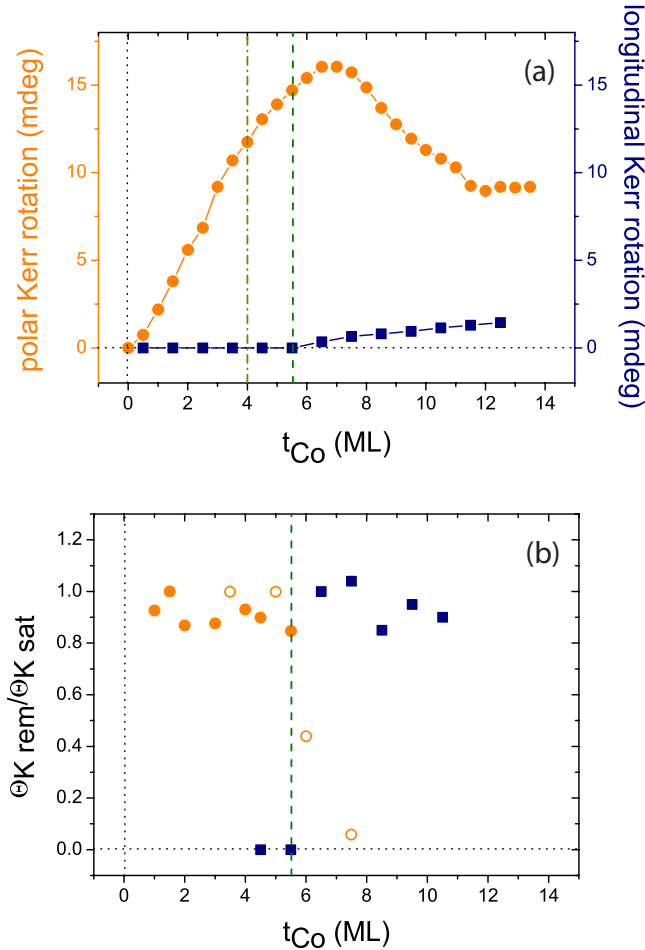 (a)
polar Kerr rotation (mdeg)
15
10
5
0
longitudinal Kerr rotation (mdeg)
15
10
5
0
0 2 4 6 8 10 12 14
tCo (ML)
(b)
ΘK rem/ΘK sat
1.2
1.0
0.8
0.6
0.4
0.2
0.0
0 2 4 6 8 10 12 14
tCo (ML)